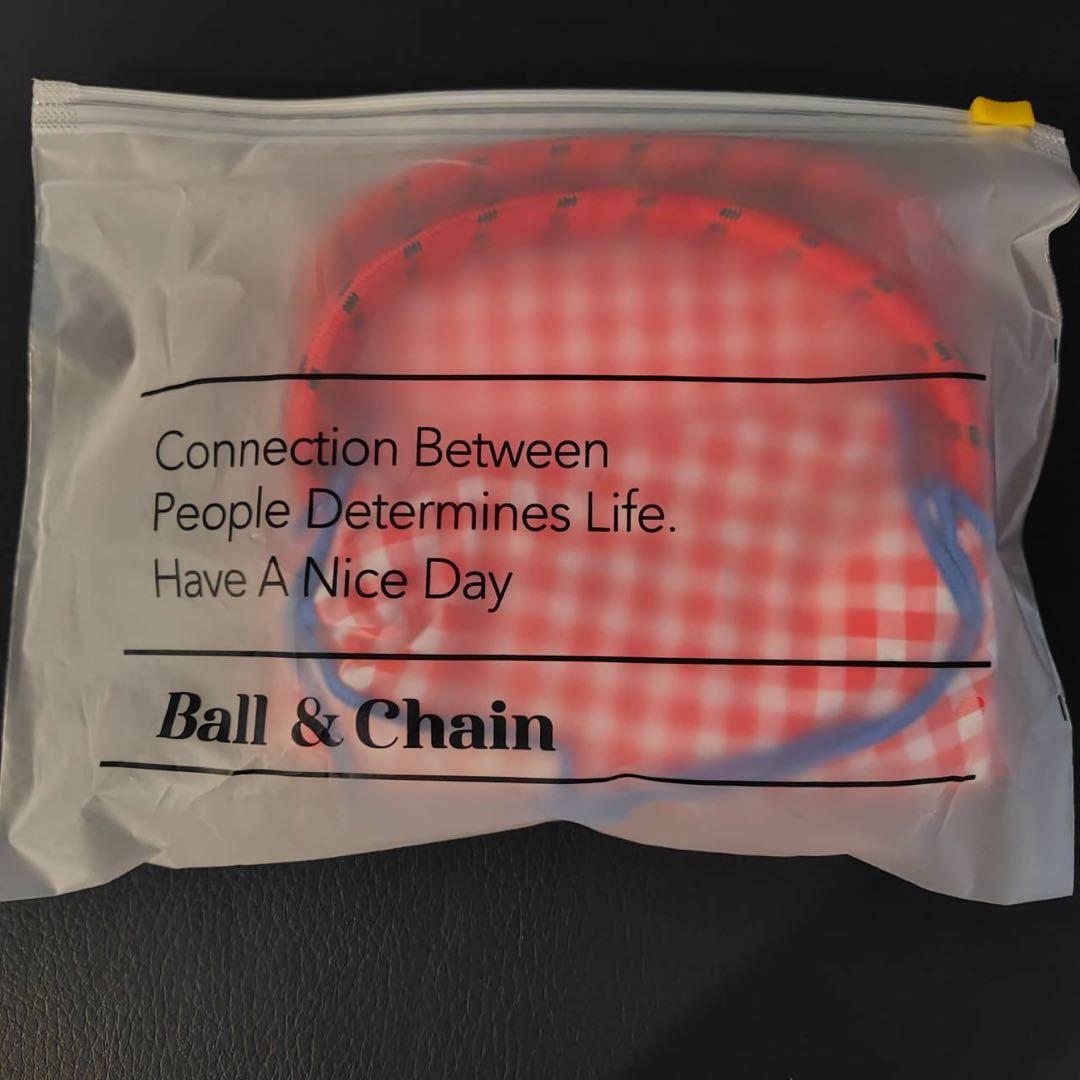 Connection Between
People Determines Life.
Have A Nice Day
Ball & Chain